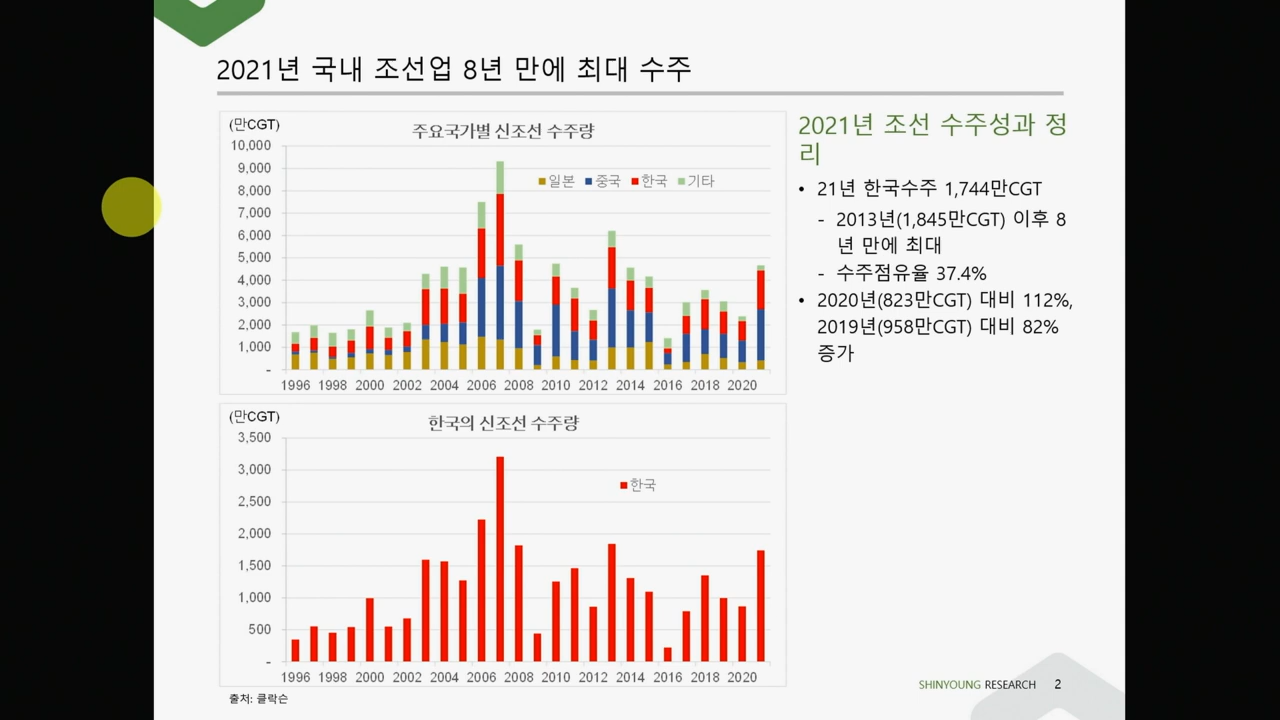 2021년 국내 조선업 8년 만에 최대 수주
(만CGT)
주요국가별 신조선 수주량
10,000
9,000
8,000
7,000
6,000
5,000
4,000
3,000
2,000
1,000
-
일본 중국 한국 기타
1996 1998 2000 2002 2004 2006 2008 2010 2012 2014 2016 2018 2020
(만CGT)
한국의 신조선 수주량
3,500
3,000
2,500
2,000
1,500
1,000
500
-
한국
1996 1998 2000 2002 2004 2006 2008 2010 2012 2014 2016 2018 2020
출처: 클락슨
2021년 조선 수주성과 정
리
• 21년 한국수주 1,744만CGT
- 2013년(1,845만CGT) 이후 8
년 만에 최대
- 수주점유율 37.4%
• 2020년(823만CGT) 대비 112%,
2019년(958만CGT) 대비 82%
증가
SHINYOUNG RESEARCH 2